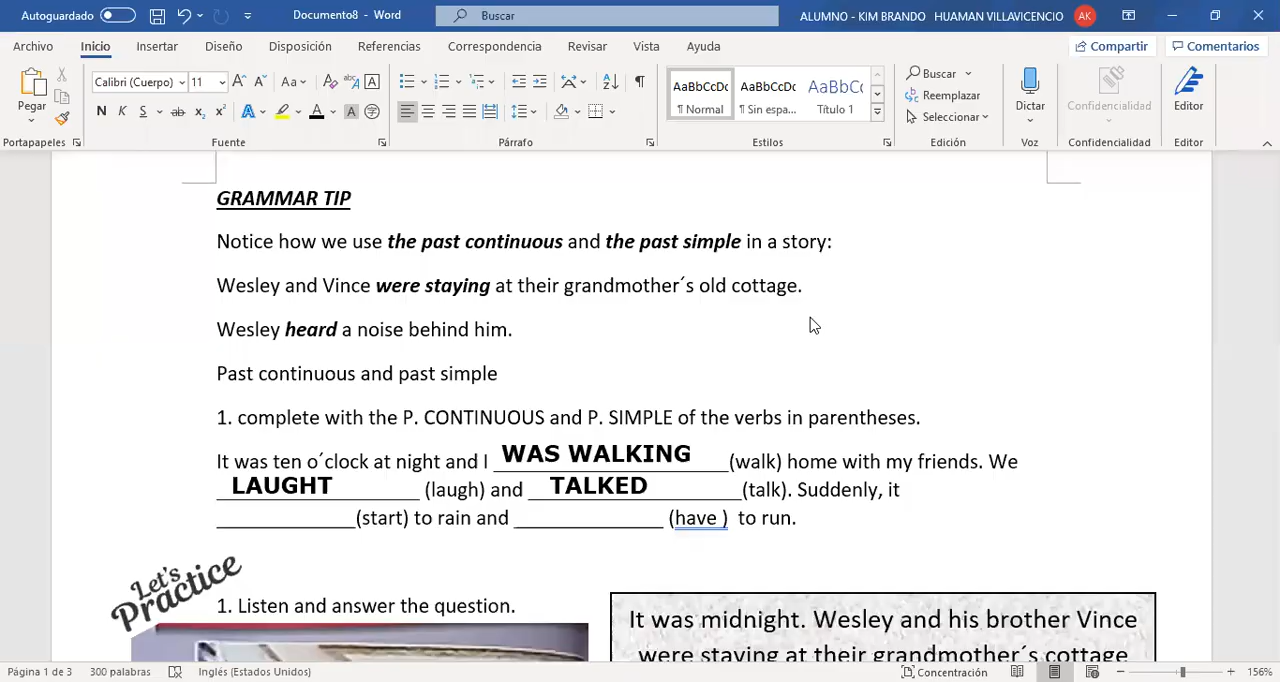 Autoguardado Documento8 - Word Buscar ALUMNO - KIM BRANDO HUAMAN VILLAVICENCIO AK
Archivo Inicio Insertar Diseño Disposición Referencias Correspondencia Revisar Vista Ayuda Compartir Comentarios
Pegar Calibri (Cuerpo) 11 Aa AaBbCcDc AaBbCcDc AaBbCc Buscar Reemplazar Seleccionar Dictar Confidencialidad Editor
N K S ab x₂ x² A A A ¶ Normal ¶ Sin espa... Título 1
Portapapeles Fuente Párrafo Estilos Edición Voz Confidencialidad Editor
GRAMMAR TIP
Notice how we use the past continuous and the past simple in a story:
Wesley and Vince were staying at their grandmother´s old cottage.
Wesley heard a noise behind him.
Past continuous and past simple
1. complete with the P. CONTINUOUS and P. SIMPLE of the verbs in parentheses.
It was ten o´clock at night and I WAS WALKING (walk) home with my friends. We
LAUGHT (laugh) and TALKED (talk). Suddenly, it
____________(start) to rain and _____________ (have ) to run.
Let's Practice
1. Listen and answer the question.
It was midnight. Wesley and his brother Vince
were staying at their grandmother´s cottage
Página 1 de 3 300 palabras Inglés (Estados Unidos) Concentración 156%